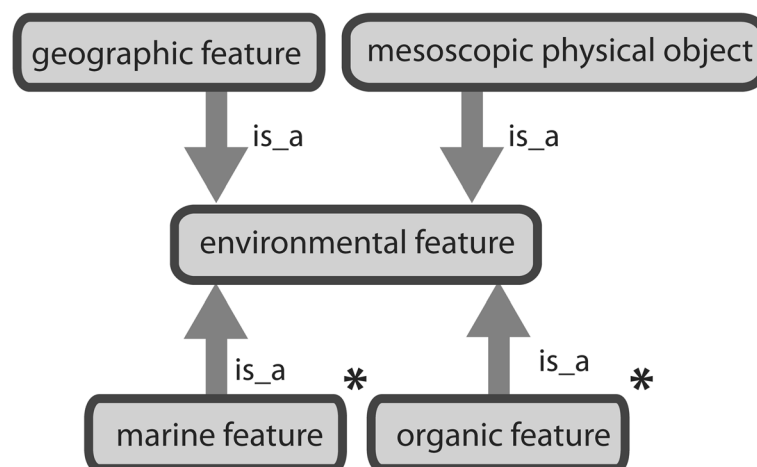 geographic feature
mesoscopic physical object
is_a
is_a
environmental feature
is_a
is_a
*
*
marine feature
organic feature